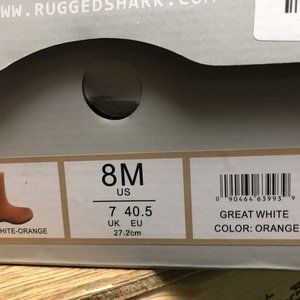 WWW.RUGGEDSHARK.COM
8M
US
7 40.5
UK EU
27.2cm
HITE-ORANGE
0 90464 63993 9
GREAT WHITE
COLOR: ORANGE